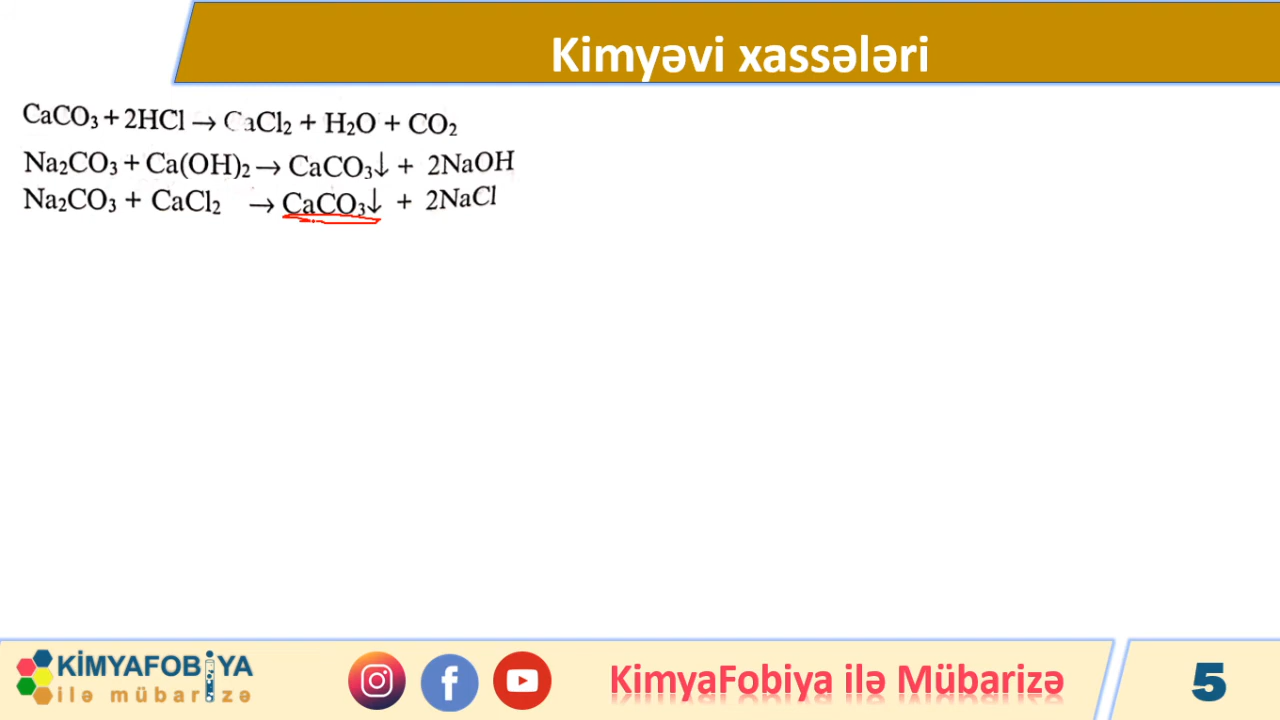 Kimyəvi xassələri
CaCO₃ + 2HCl → CaCl₂ + H₂O + CO₂
Na₂CO₃ + Ca(OH)₂ → CaCO₃↓ + 2NaOH
Na₂CO₃ + CaCl₂ → CaCO₃↓ + 2NaCl
KİMYAFOBİYA
ilə mübarizə
KimyaFobiya ilə Mübarizə
5